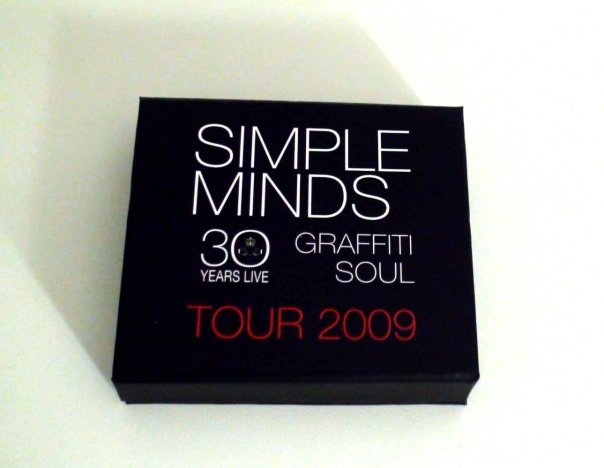 SIMPLE
MINDS
30 GRAFFITI
YEARS LIVE SOUL
TOUR 2009